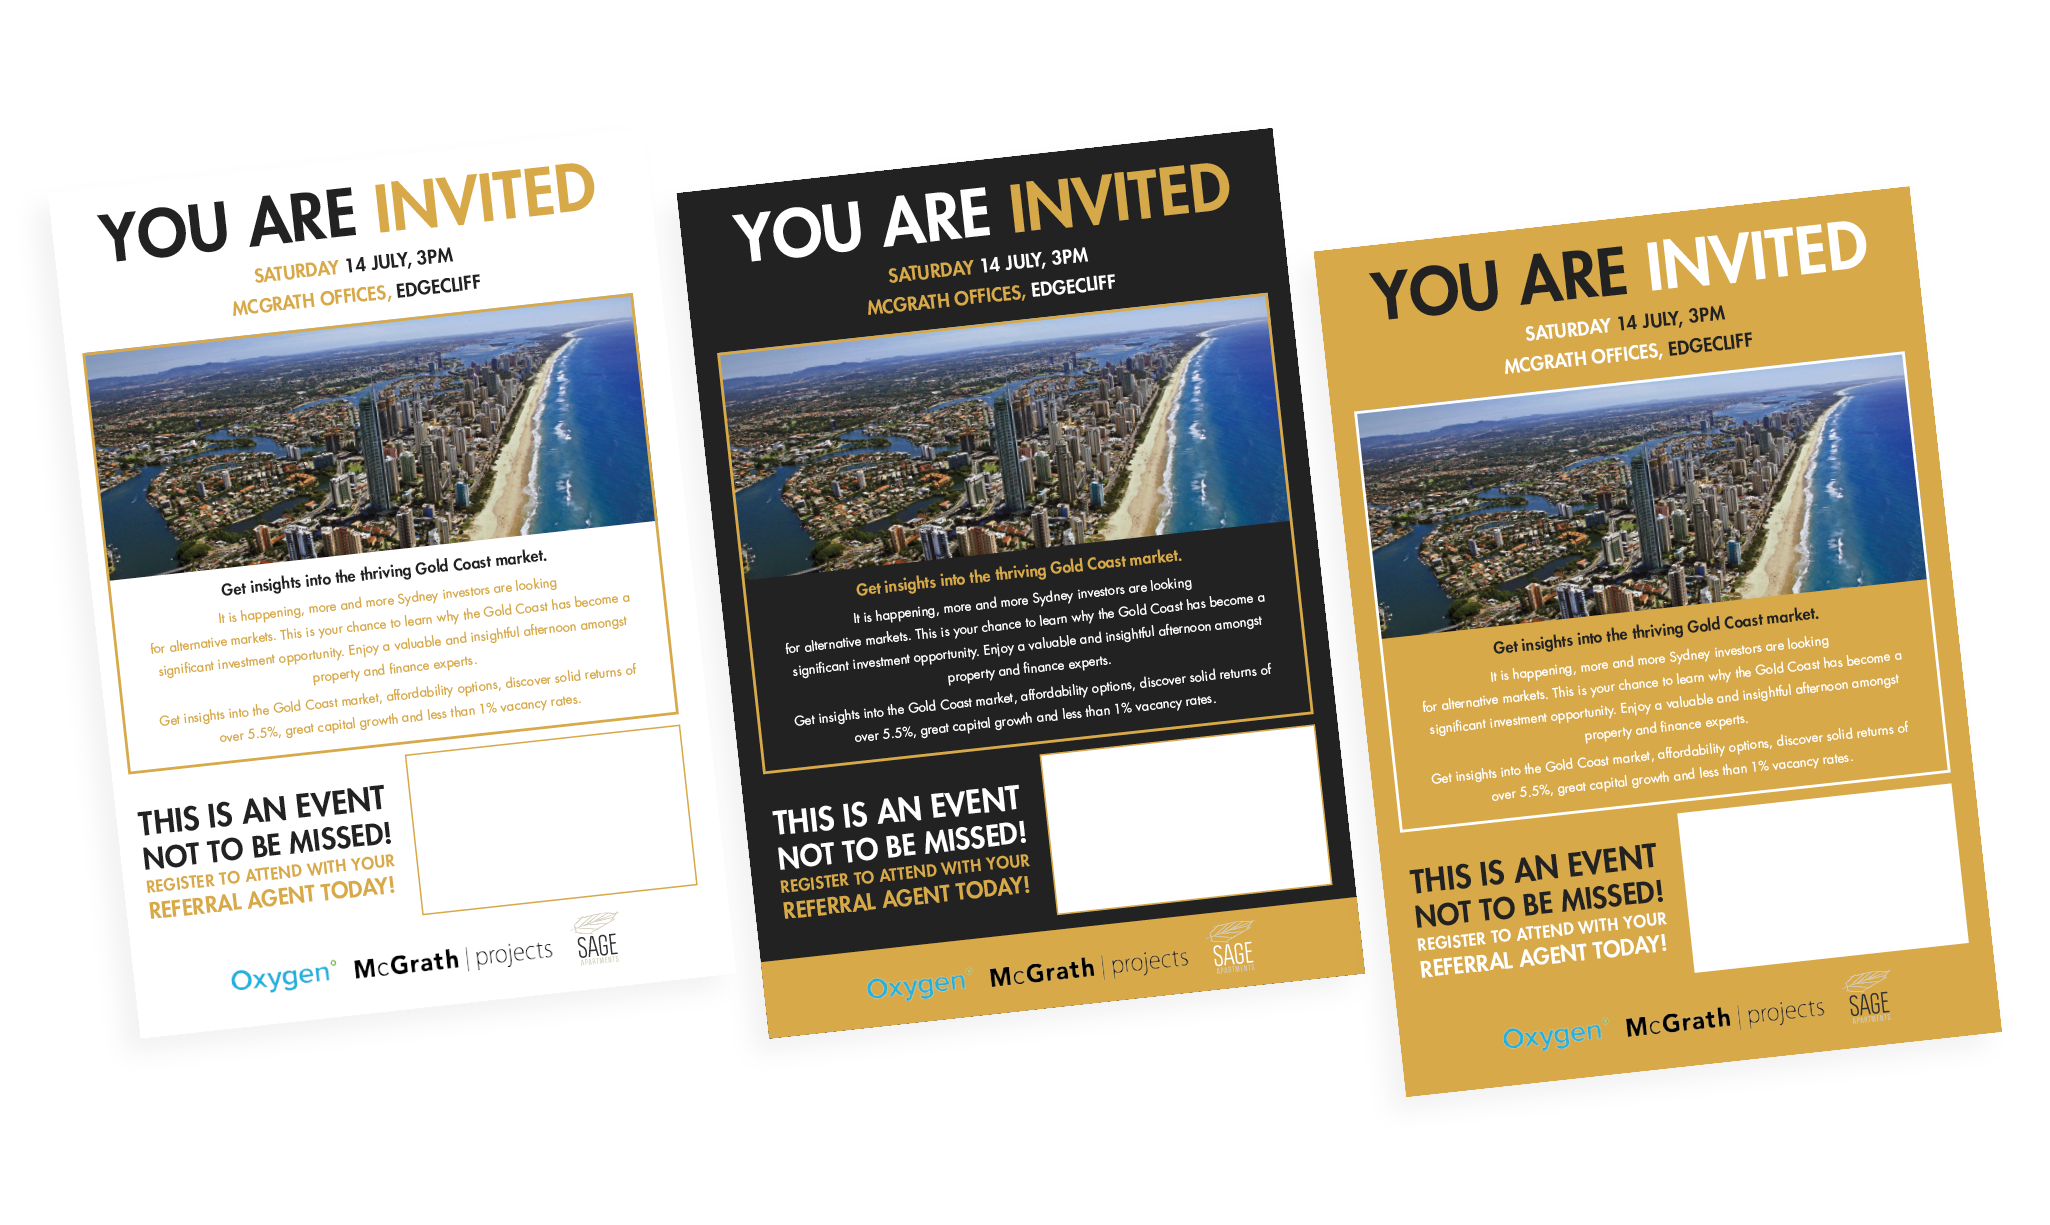 YOU ARE INVITED
SATURDAY 14 JULY, 3PM
MCGRATH OFFICES, EDGECLIFF
Get insights into the thriving Gold Coast market.
It is happening, more and more Sydney investors are looking
for alternative markets. This is your chance to learn why the Gold Coast has become a
significant investment opportunity. Enjoy a valuable and insightful afternoon amongst
property and finance experts.
Get insights into the Gold Coast market, affordability options, discover solid returns of
over 5.5%, great capital growth and less than 1% vacancy rates.
THIS IS AN EVENT
NOT TO BE MISSED!
REGISTER TO ATTEND WITH YOUR
REFERRAL AGENT TODAY!
Oxygen McGrath | projects SAGE
APARTMENTS
YOU ARE INVITED
SATURDAY 14 JULY, 3PM
MCGRATH OFFICES, EDGECLIFF
Get insights into the thriving Gold Coast market.
It is happening, more and more Sydney investors are looking
for alternative markets. This is your chance to learn why the Gold Coast has become a
significant investment opportunity. Enjoy a valuable and insightful afternoon amongst
property and finance experts.
Get insights into the Gold Coast market, affordability options, discover solid returns of
over 5.5%, great capital growth and less than 1% vacancy rates.
THIS IS AN EVENT
NOT TO BE MISSED!
REGISTER TO ATTEND WITH YOUR
REFERRAL AGENT TODAY!
Oxygen McGrath | projects SAGE
APARTMENTS
YOU ARE INVITED
SATURDAY 14 JULY, 3PM
MCGRATH OFFICES, EDGECLIFF
Get insights into the thriving Gold Coast market.
It is happening, more and more Sydney investors are looking
for alternative markets. This is your chance to learn why the Gold Coast has become a
significant investment opportunity. Enjoy a valuable and insightful afternoon amongst
property and finance experts.
Get insights into the Gold Coast market, affordability options, discover solid returns of
over 5.5%, great capital growth and less than 1% vacancy rates.
THIS IS AN EVENT
NOT TO BE MISSED!
REGISTER TO ATTEND WITH YOUR
REFERRAL AGENT TODAY!
Oxygen McGrath | projects SAGE
APARTMENTS